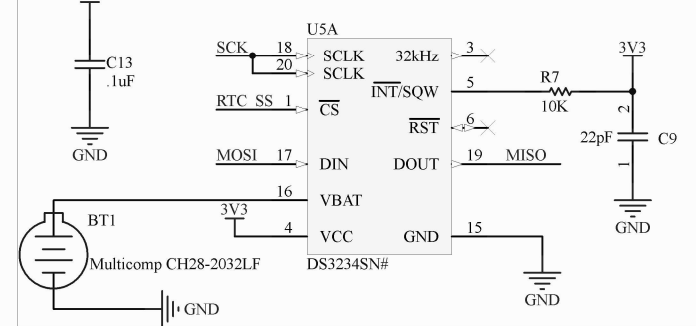 U5A
SCK 18 SCLK 32kHz 3
20 SCLK
3V3
C13
.1uF
INT/SQW 5 R7
10K
RTC SS 1 CS
RST 6
2
22pF C9
1
GND
MOSI 17 DIN DOUT 19 MISO
16 VBAT
3V3
4 VCC GND 15
GND
BT1
Multicomp CH28-2032LF
DS3234SN#
GND
GND